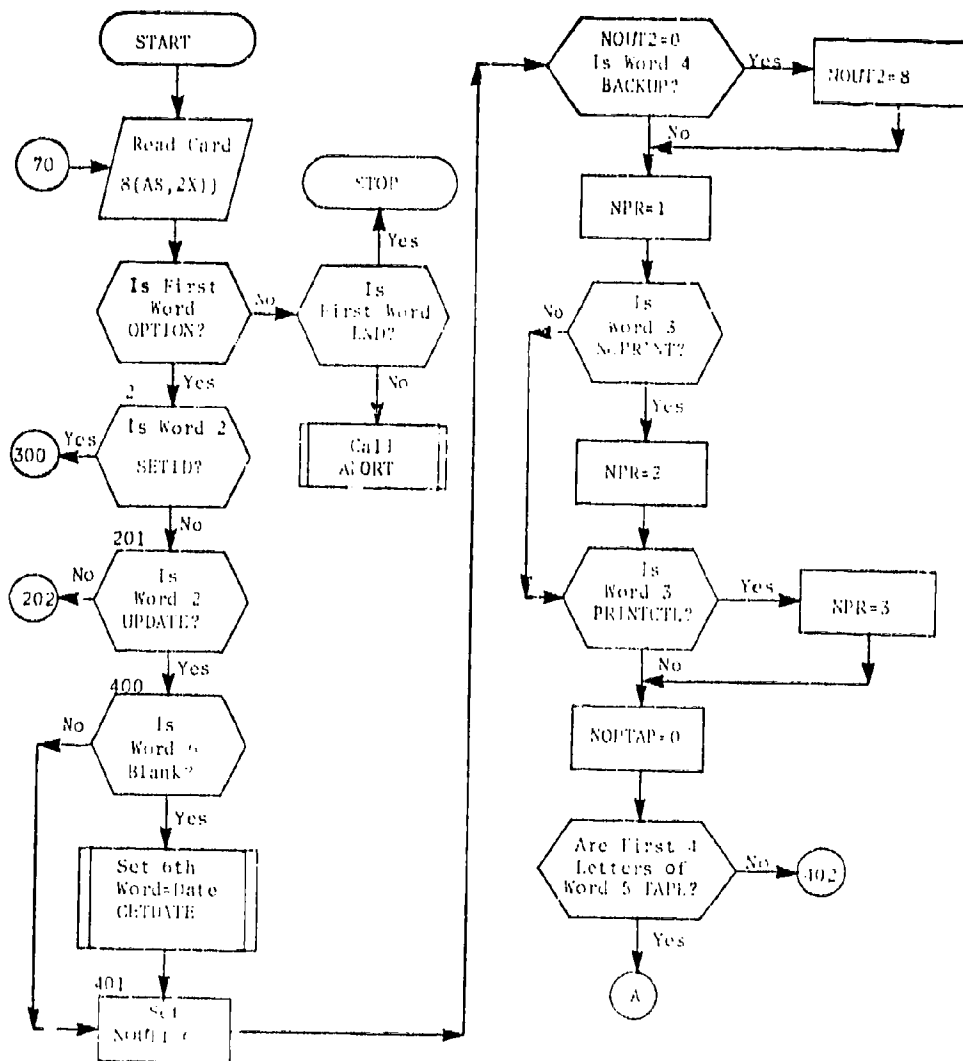 START
70
Read Card
8(A8,2X))
STOP
Yes
Is First
Word
OPTION?
No
Is
First Word
END?
Yes
No
2
Is Word 2
SETID?
Yes
300
Call
ABORT
No
201
Is
Word 2
UPDATE?
No
202
Yes
400
Is
Word 6
Blank?
No
Yes
Set 6th
Word=Date
GETDATE
401
Set
NOUT2=0
Is Word 4
BACKUP?
Yes
NOUT2=8
No
NPR=1
Is
Word 3
NOPRINT?
No
Yes
NPR=2
Is
Word 3
PRINTCTL?
Yes
NPR=3
No
NOPTAP=0
Are First 4
Letters of
Word 5 TAPE?
No
402
Yes
A